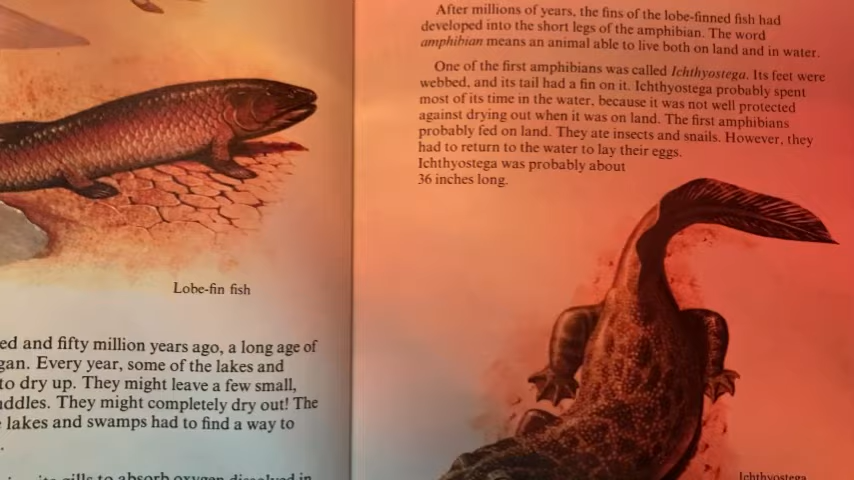 Lobe-fin fish
ed and fifty million years ago, a long age of
gan. Every year, some of the lakes and
to dry up. They might leave a few small,
uddles. They might completely dry out! The
lakes and swamps had to find a way to
.
gills to absorb oxygen dissolved in
After millions of years, the fins of the lobe-finned fish had
developed into the short legs of the amphibian. The word
amphibian means an animal able to live both on land and in water.
One of the first amphibians was called Ichthyostega. Its feet were
webbed, and its tail had a fin on it. Ichthyostega probably spent
most of its time in the water, because it was not well protected
against drying out when it was on land. The first amphibians
probably fed on land. They ate insects and snails. However, they
had to return to the water to lay their eggs.
Ichthyostega was probably about
36 inches long.
Ichthyostega